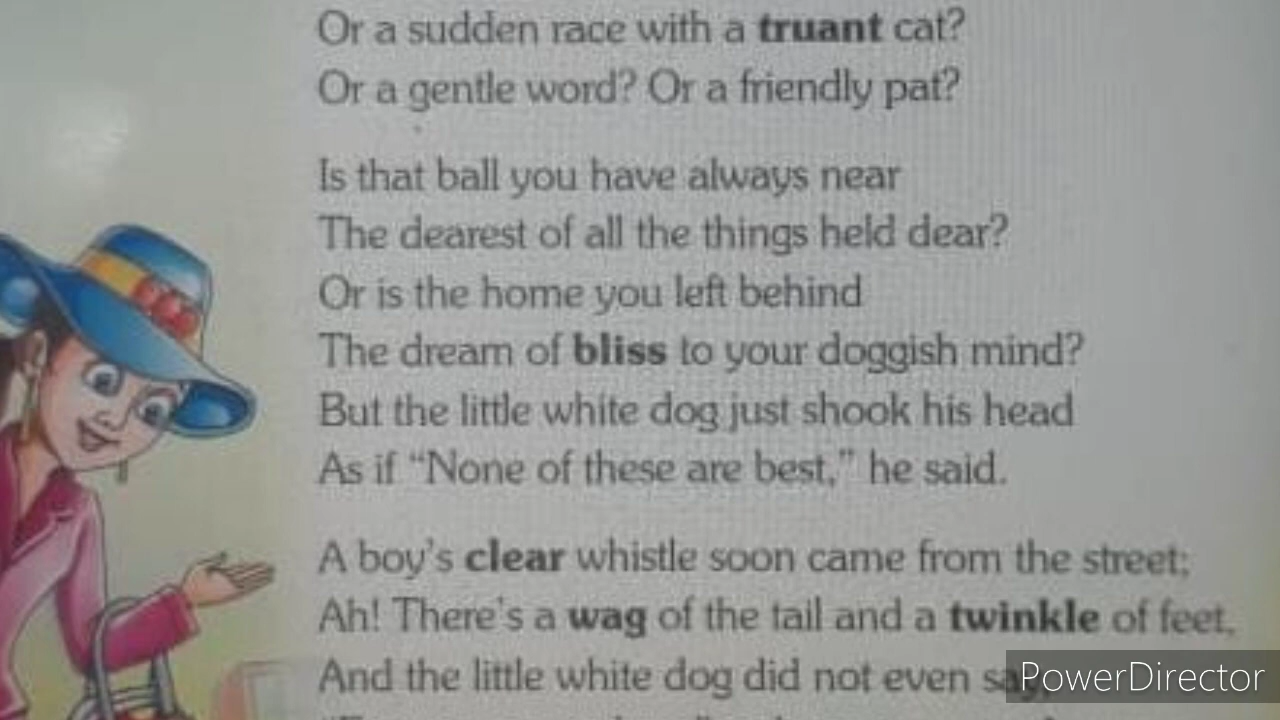 Or a sudden race with a truant cat?
Or a gentle word? Or a friendly pat?
Is that ball you have always near
The dearest of all the things held dear?
Or is the home you left behind
The dream of bliss to your doggish mind?
But the little white dog just shook his head
As if “None of these are best,” he said.
A boy’s clear whistle soon came from the street;
Ah! There’s a wag of the tail and a twinkle of feet,
And the little white dog did not even say,
PowerDirector